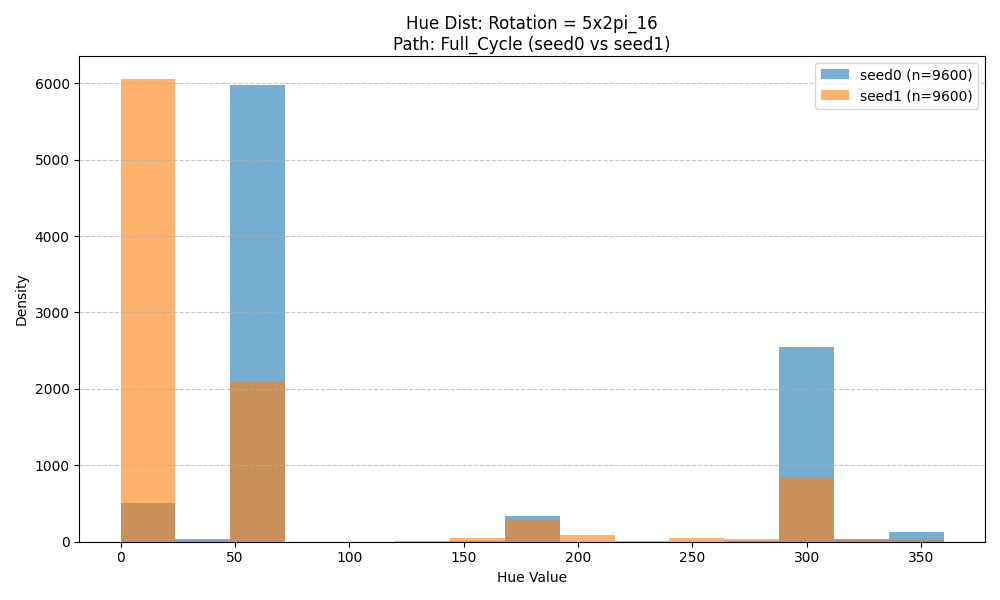 Hue Dist: Rotation = 5x2pi_16
Path: Full_Cycle (seed0 vs seed1)
seed0 (n=9600)
seed1 (n=9600)
Density
6000
5000
4000
3000
2000
1000
0
0 50 100 150 200 250 300 350
Hue Value